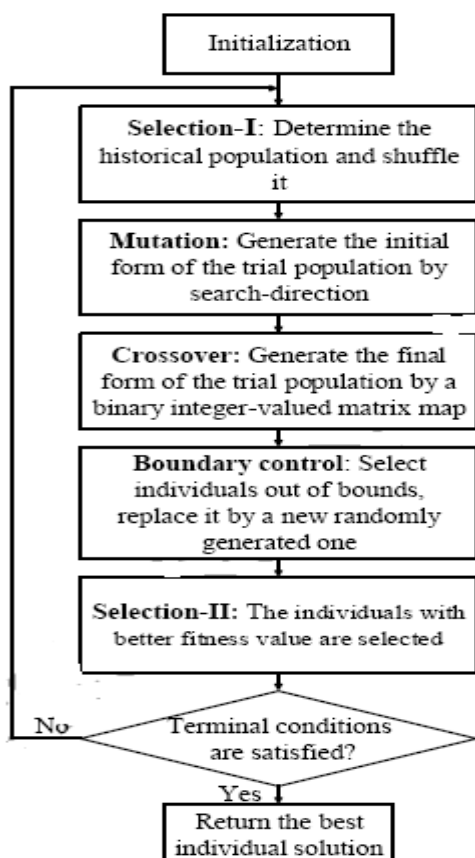 Initialization
Selection-I: Determine the
historical population and shuffle
it
Mutation: Generate the initial
form of the trial population by
search-direction
Crossover: Generate the final
form of the trial population by a
binary integer-valued matrix map
Boundary control: Select
individuals out of bounds,
replace it by a new randomly
generated one
Selection-II: The individuals with
better fitness value are selected
Terminal conditions
are satisfied?
No
Yes
Return the best
individual solution